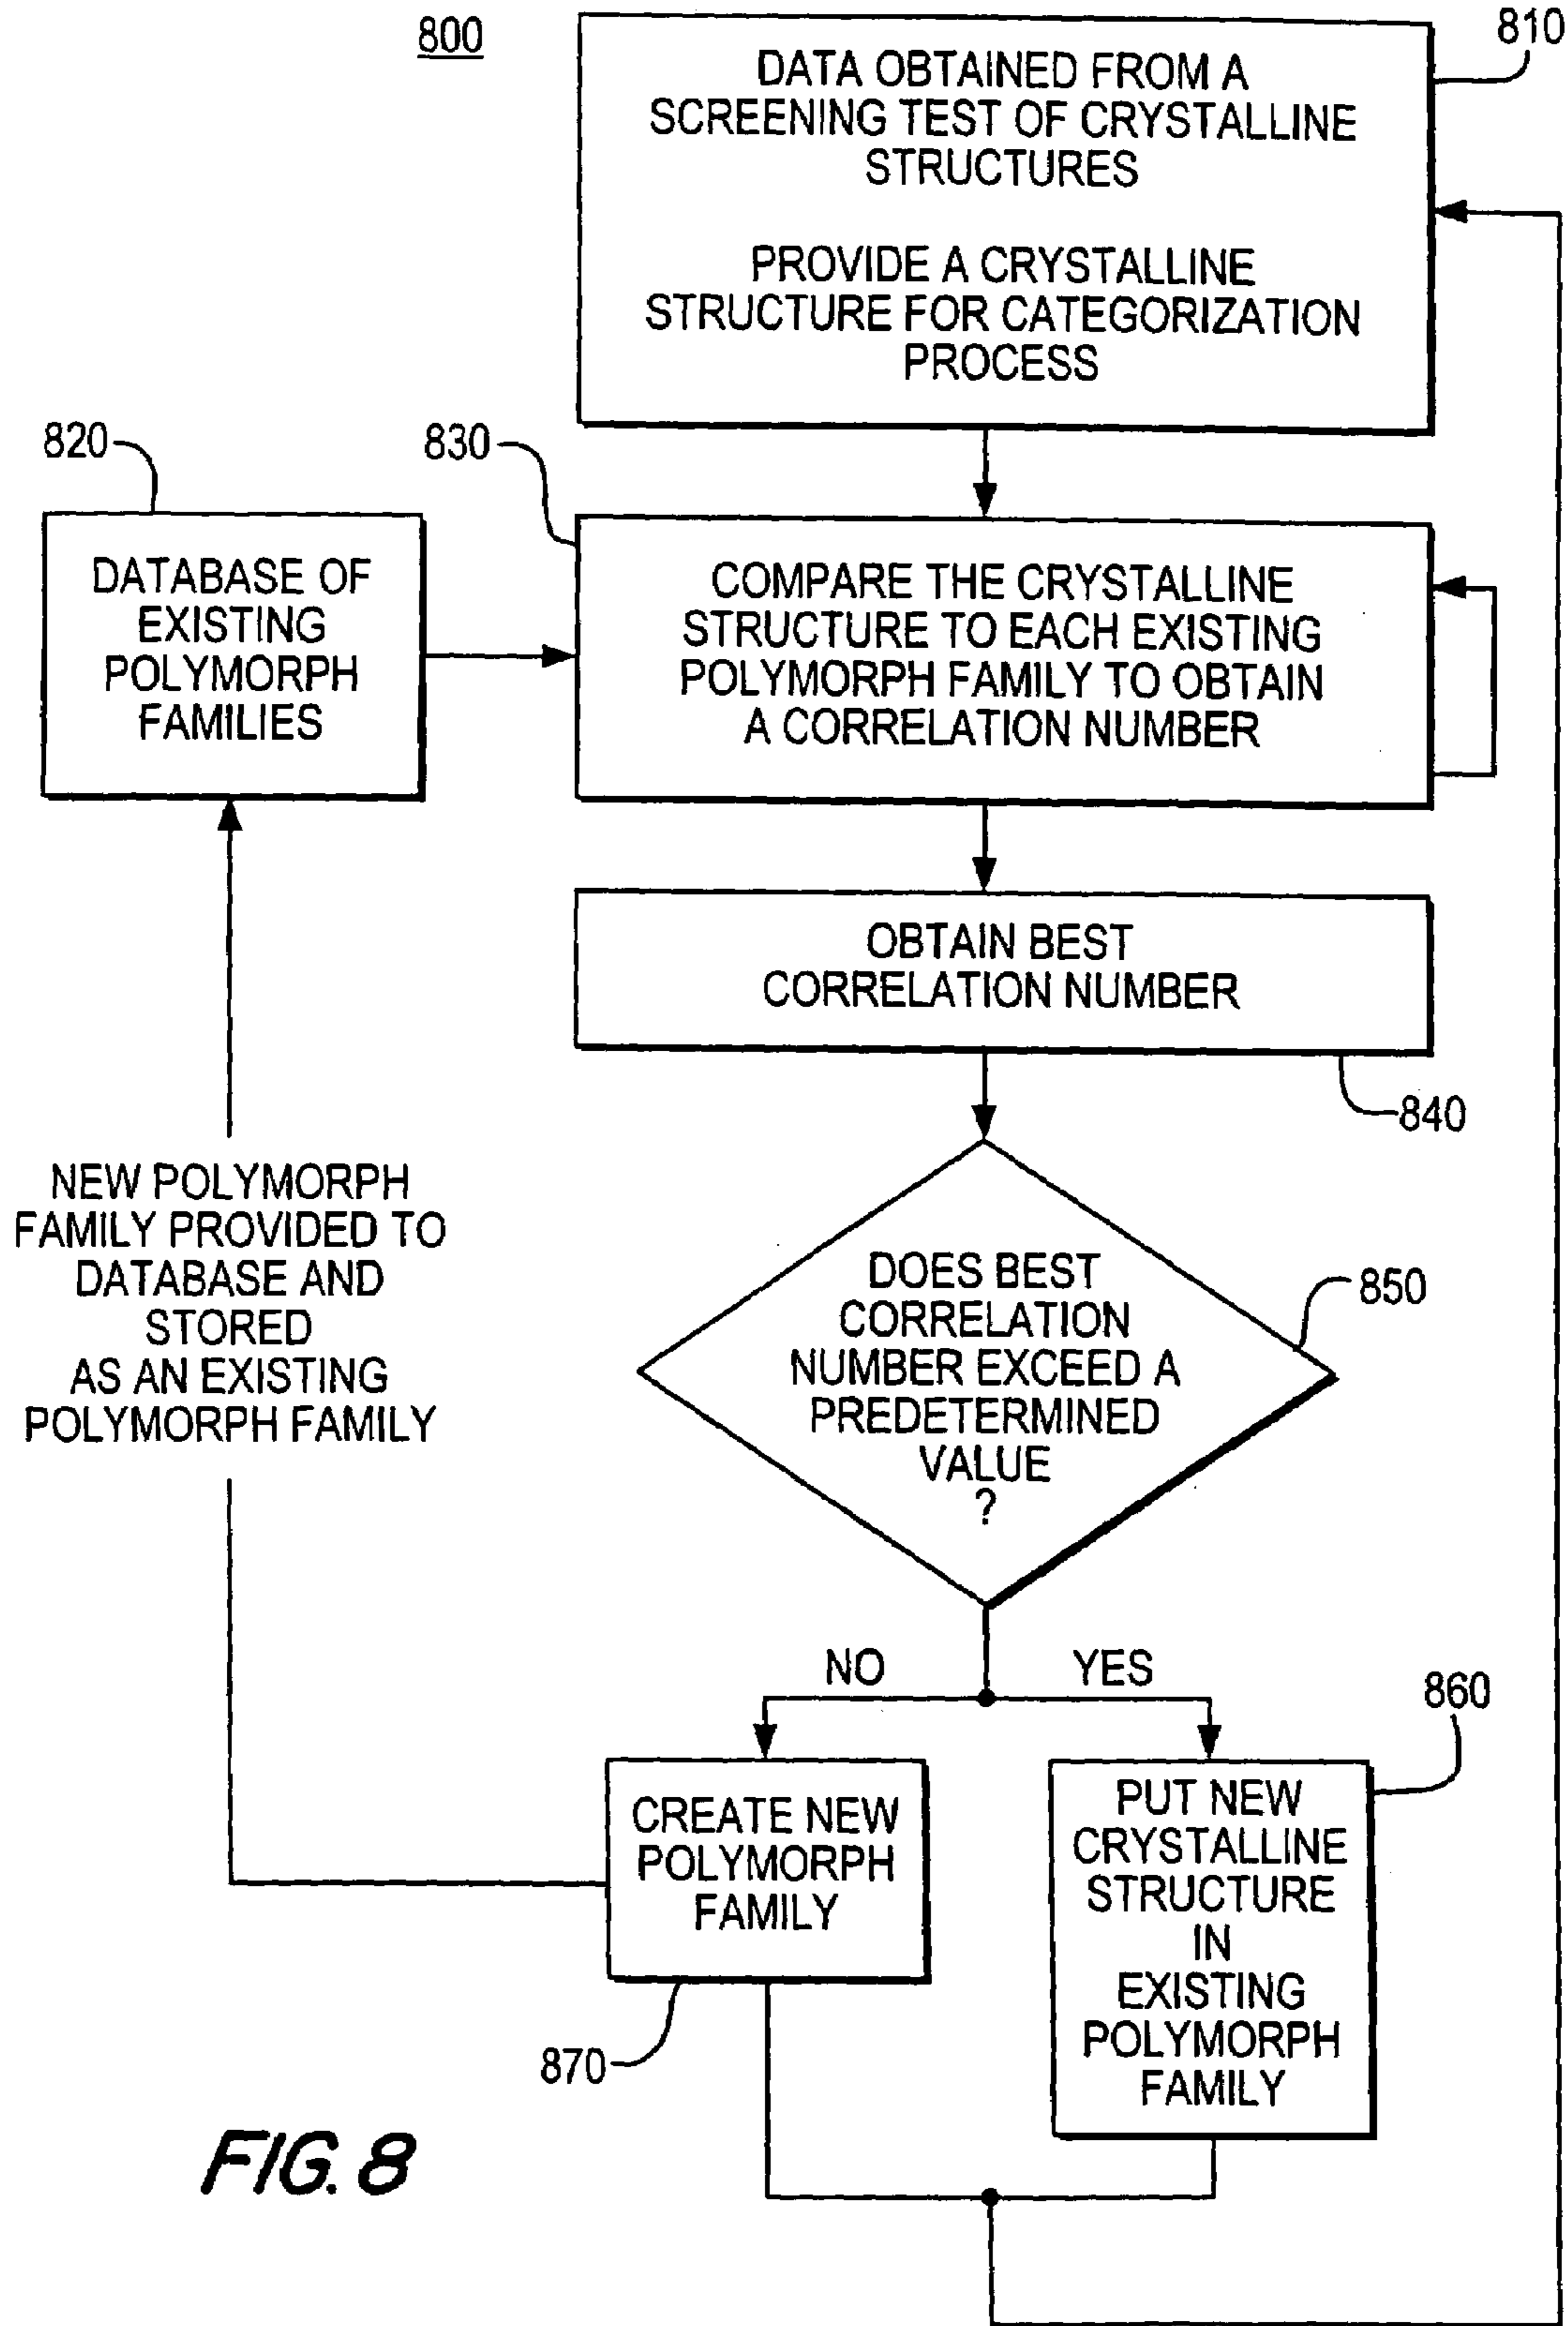 800
810
DATA OBTAINED FROM A
SCREENING TEST OF CRYSTALLINE
STRUCTURES
PROVIDE A CRYSTALLINE
STRUCTURE FOR CATEGORIZATION
PROCESS
820
DATABASE OF
EXISTING
POLYMORPH
FAMILIES
830
COMPARE THE CRYSTALLINE
STRUCTURE TO EACH EXISTING
POLYMORPH FAMILY TO OBTAIN
A CORRELATION NUMBER
OBTAIN BEST
CORRELATION NUMBER
840
NEW POLYMORPH
FAMILY PROVIDED TO
DATABASE AND
STORED
AS AN EXISTING
POLYMORPH FAMILY
DOES BEST
CORRELATION
NUMBER EXCEED A
PREDETERMINED
VALUE
?
850
NO
YES
860
CREATE NEW
POLYMORPH
FAMILY
870
PUT NEW
CRYSTALLINE
STRUCTURE
IN
EXISTING
POLYMORPH
FAMILY
FIG. 8